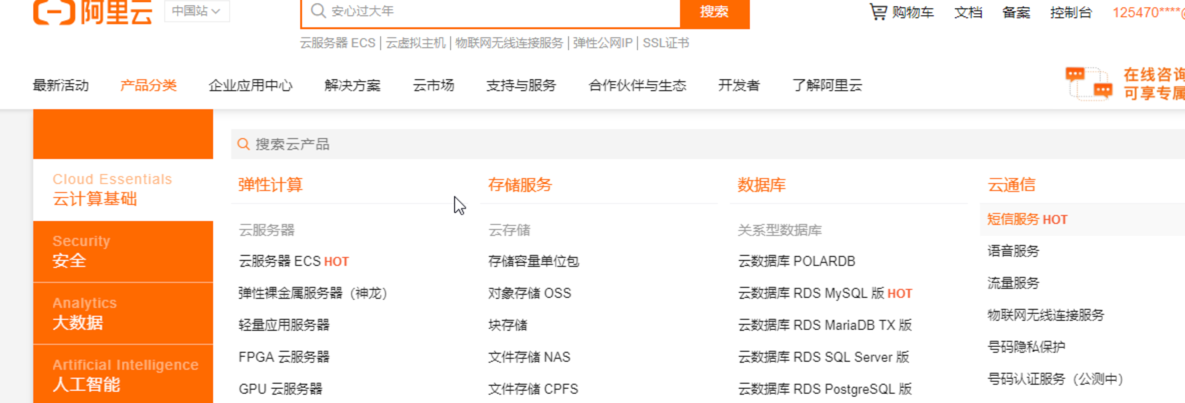 阿里云 中国站
安心过大年 搜索
购物车 文档 备案 控制台 125470****@
云服务器 ECS | 云虚拟主机 | 物联网无线连接服务 | 弹性公网IP | SSL证书
最新活动 产品分类 企业应用中心 解决方案 云市场 支持与服务 合作伙伴与生态 开发者 了解阿里云
在线咨询
可享专属
搜索云产品
Cloud Essentials
云计算基础
Security
安全
Analytics
大数据
Artificial Intelligence
人工智能
弹性计算
云服务器
云服务器 ECS HOT
弹性裸金属服务器（神龙）
轻量应用服务器
FPGA 云服务器
GPU 云服务器
存储服务
云存储
存储容量单位包
对象存储 OSS
块存储
文件存储 NAS
文件存储 CPFS
数据库
关系型数据库
云数据库 POLARDB
云数据库 RDS MySQL 版 HOT
云数据库 RDS MariaDB TX 版
云数据库 RDS SQL Server 版
云数据库 RDS PostgreSQL 版
云通信
短信服务 HOT
语音服务
流量服务
物联网无线连接服务
号码隐私保护
号码认证服务（公测中）